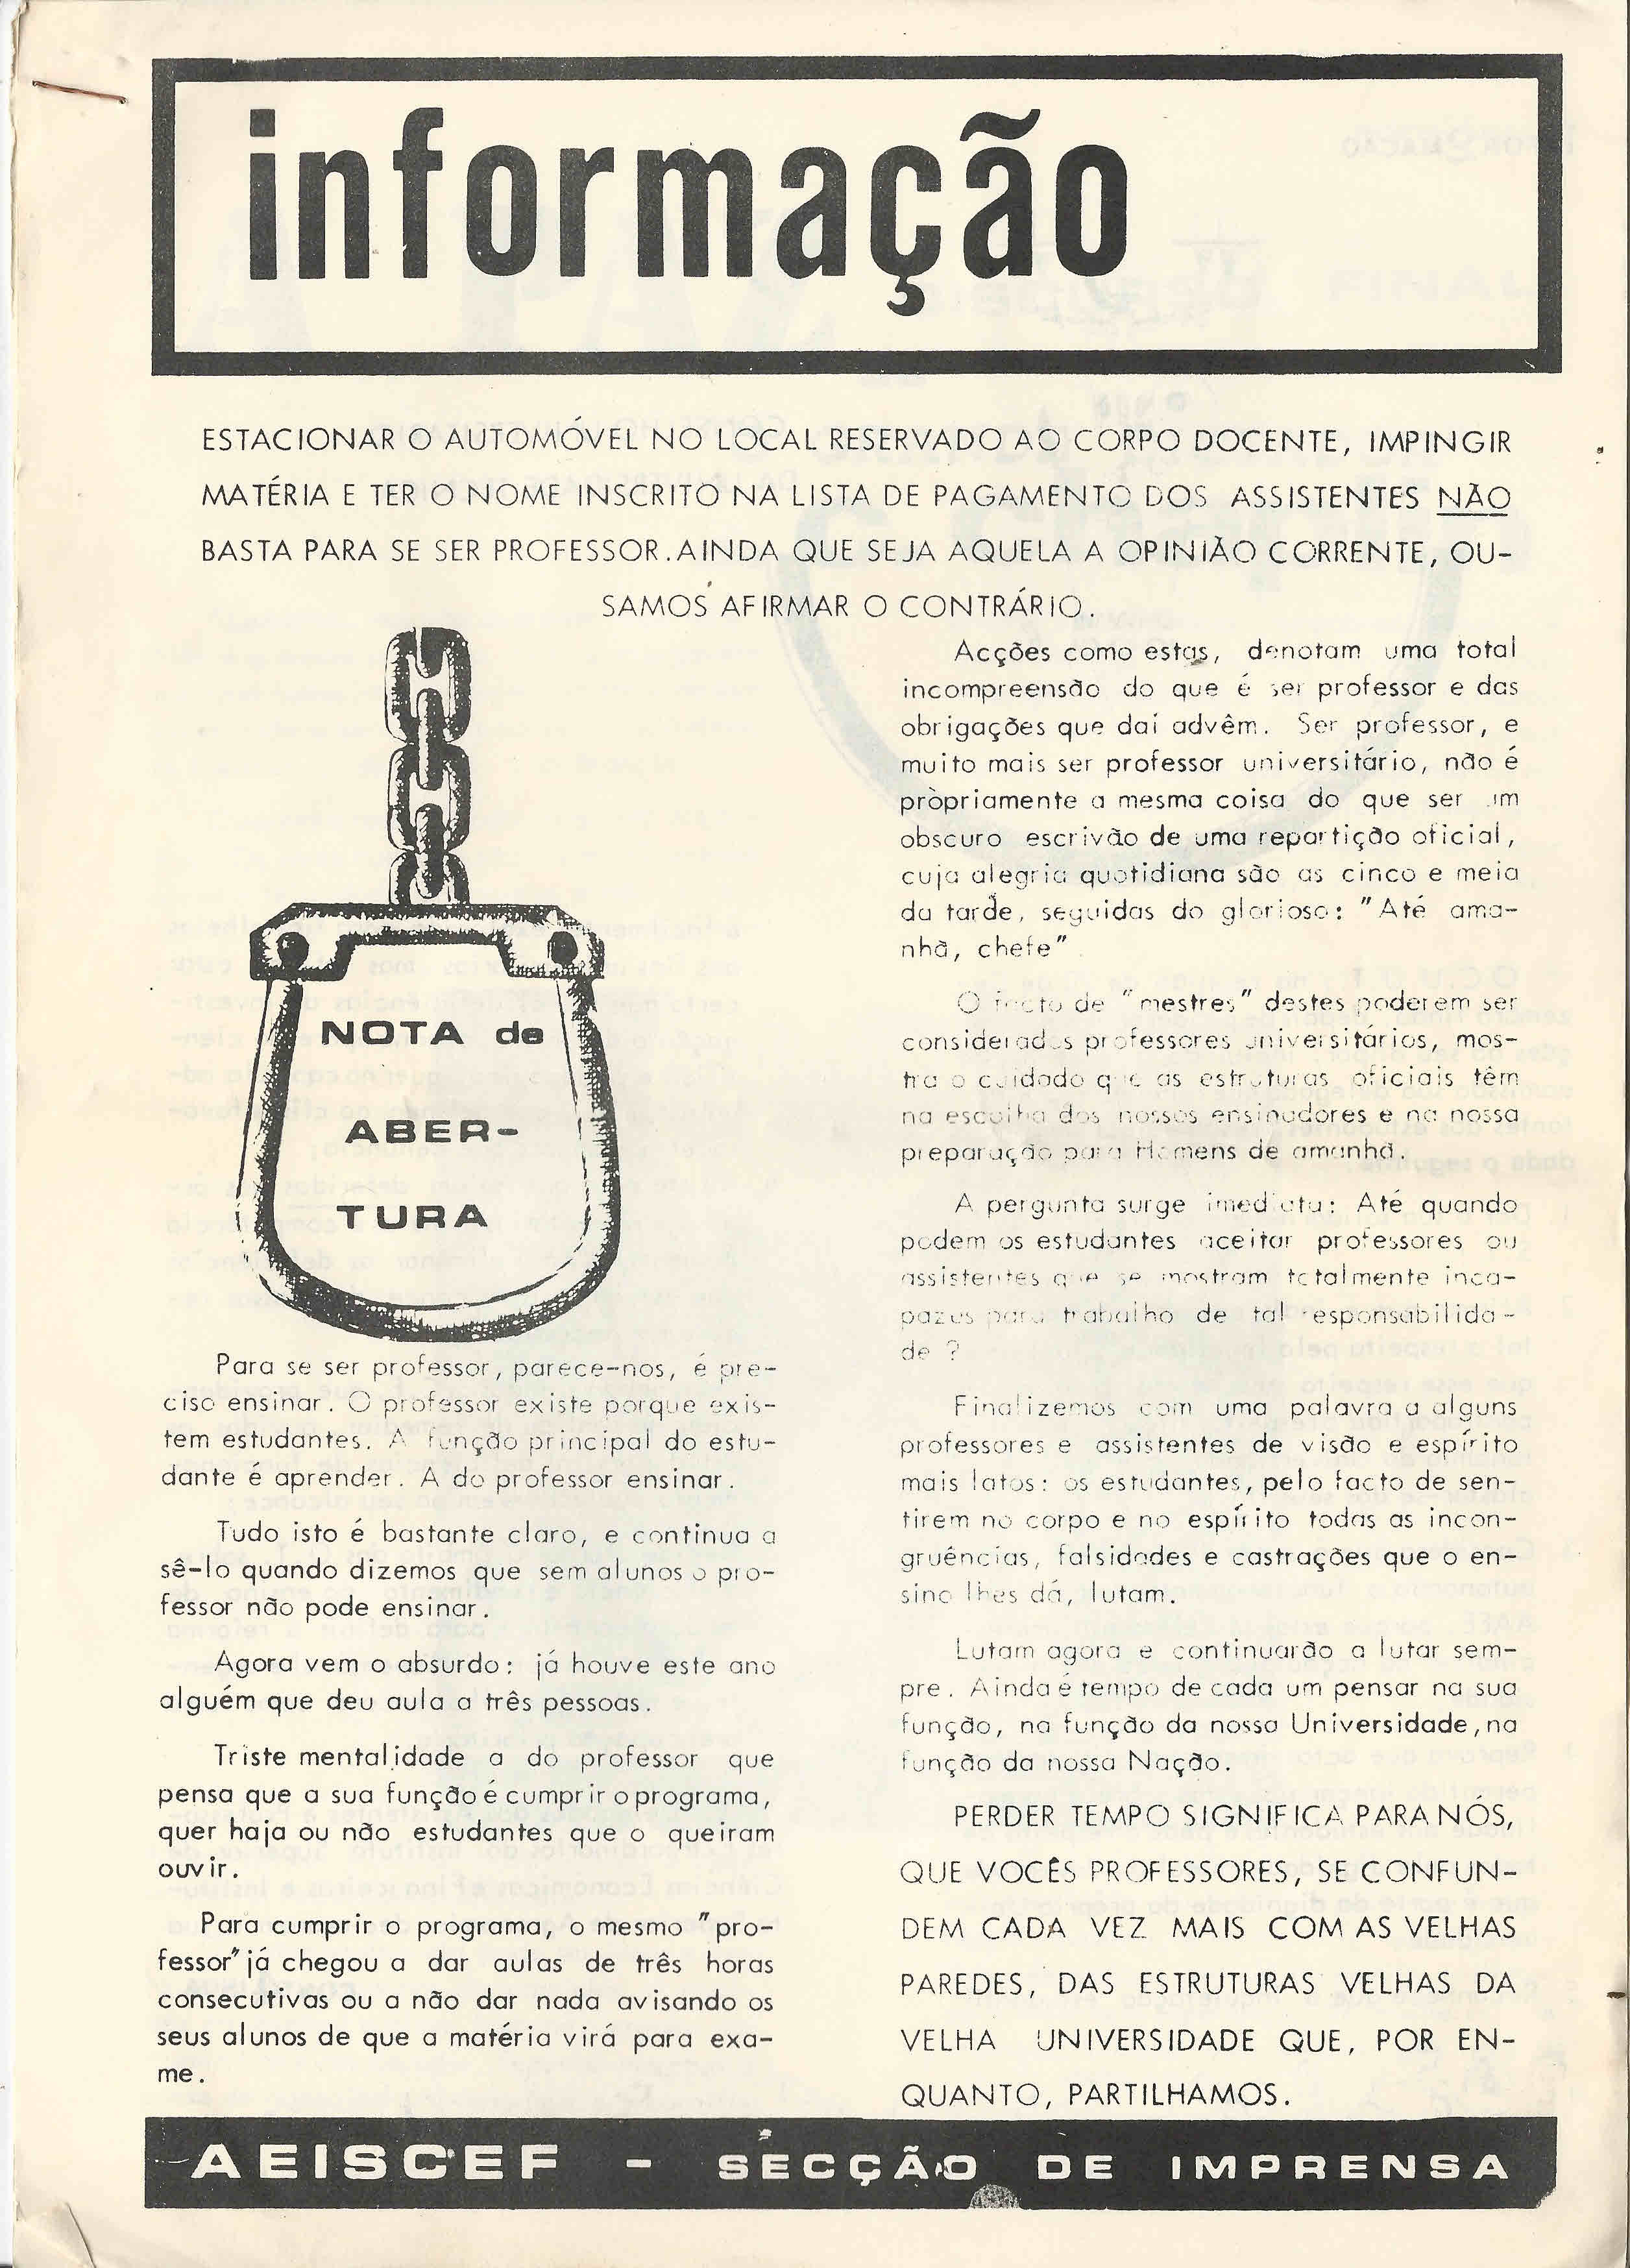 informação
ESTACIONAR O AUTOMÓVEL NO LOCAL RESERVADO AO CORPO DOCENTE, IMPINGIR
MATÉRIA E TER O NOME INSCRITO NA LISTA DE PAGAMENTO DOS ASSISTENTES NÃO
BASTA PARA SE SER PROFESSOR.AINDA QUE SEJA AQUELA A OPINIÃO CORRENTE, OU-
SAMOS AFIRMAR O CONTRÁRIO.
NOTA de
ABER-
TURA
Para se ser professor, parece-nos, é pre-
ciso ensinar. O professor existe porque exis-
tem estudantes. A função principal do estu-
dante é aprender. A do professor ensinar.
Tudo isto é bastante claro, e continua a
sê-lo quando dizemos que sem alunos o pro-
fessor não pode ensinar.
Agora vem o absurdo: já houve este ano
alguém que deu aula a três pessoas.
Triste mentalidade a do professor que
pensa que a sua função é cumprir o programa,
quer haja ou não estudantes que o queiram
ouvir.
Para cumprir o programa, o mesmo "pro-
fessor" já chegou a dar aulas de três horas
consecutivas ou a não dar nada avisando os
seus alunos de que a matéria virá para exa-
me.
Acções como estas, denotam uma total
incompreensão do que é ser professor e das
obrigações que daí advêm. Ser professor, e
muito mais ser professor universitário, não é
pròpriamente a mesma coisa do que ser um
obscuro escrivão de uma repartição oficial,
cuja alegria quotidiana são as cinco e meia
da tarde, seguidas do glorioso: "Até ama-
nhã, chefe"
O facto de "mestres" destes poderem ser
considerados professores universitários, mos-
tra o cuidado que as estruturas oficiais têm
na escolha dos nossos ensinadores e na nossa
preparação para Homens de amanhã.
A pergunta surge imediata: Até quando
podem os estudantes aceitar professores ou
assistentes que se mostram totalmente inca-
pazes para trabalho de tal responsabilida-
de ?
Finalizemos com uma palavra a alguns
professores e assistentes de visão e espírito
mais latos: os estudantes, pelo facto de sen-
tirem no corpo e no espírito todas as incon-
gruências, falsidades e castrações que o en-
sino lhes dá, lutam.
Lutam agora e continuarão a lutar sem-
pre. Ainda é tempo de cada um pensar na sua
função, na função da nossa Universidade,na
função da nossa Nação.
PERDER TEMPO SIGNIFICA PARA NÓS,
QUE VOCÊS PROFESSORES, SE CONFUN-
DEM CADA VEZ MAIS COM AS VELHAS
PAREDES, DAS ESTRUTURAS VELHAS DA
VELHA UNIVERSIDADE QUE, POR EN-
QUANTO, PARTILHAMOS.
AEISCEF - SECÇÃO DE IMPRENSA